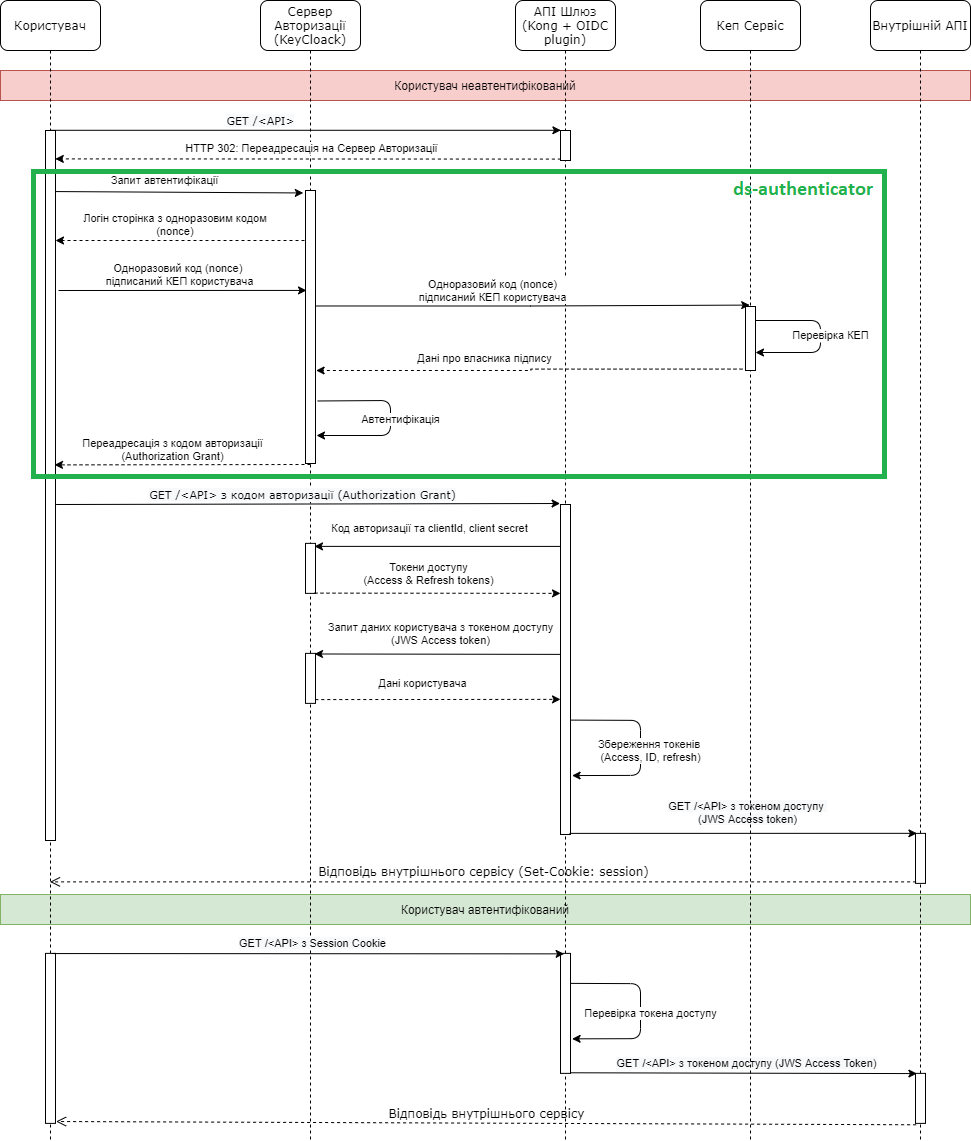 Користувач
Сервер
Авторизації
(KeyCloack)
АПІ Шлюз
(Kong + OIDC
plugin)
Кеп Сервіс
Внутрішній АПІ
Користувач неавтентифікований
GET /<API>
HTTP 302: Переадресація на Сервер Авторизації
ds-authenticator
Запит автентифікації
Логін сторінка з одноразовим кодом
(nonce)
Одноразовий код (nonce)
підписаний КЕП користувача
Одноразовий код (nonce)
підписаний КЕП користувача
Перевірка КЕП
Дані про власника підпису
Автентифікація
Переадресація з кодом авторизації
(Authorization Grant)
GET /<API> з кодом авторизації (Authorization Grant)
Код авторизації та clientId, client secret
Токени доступу
(Access & Refresh tokens)
Запит даних користувача з токеном доступу
(JWS Access token)
Дані користувача
Збереження токенів
(Access, ID, refresh)
GET /<API> з токеном доступу
(JWS Access token)
Відповідь внутрішнього сервісу (Set-Cookie: session)
Користувач автентифікований
GET /<API> з Session Cookie
Перевірка токена доступу
GET /<API> з токеном доступу (JWS Access Token)
Відповідь внутрішнього сервісу